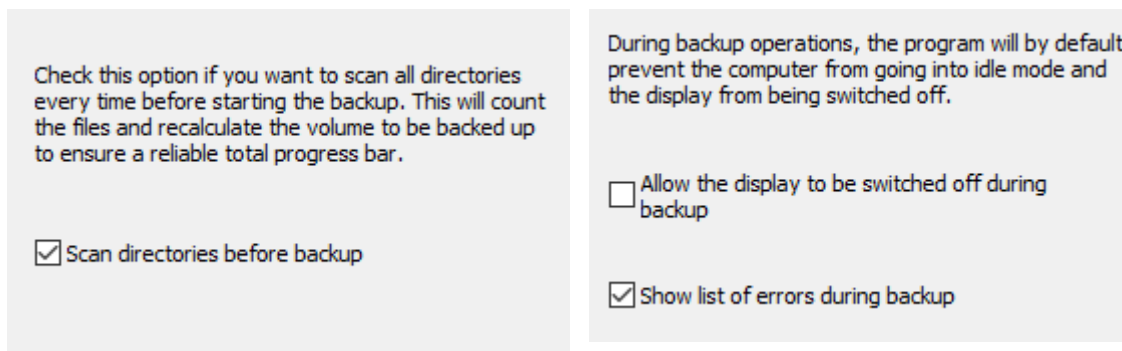 Check this option if you want to scan all directories
every time before starting the backup. This will count
the files and recalculate the volume to be backed up
to ensure a reliable total progress bar.
Scan directories before backup
During backup operations, the program will by default
prevent the computer from going into idle mode and
the display from being switched off.
Allow the display to be switched off during
backup
Show list of errors during backup